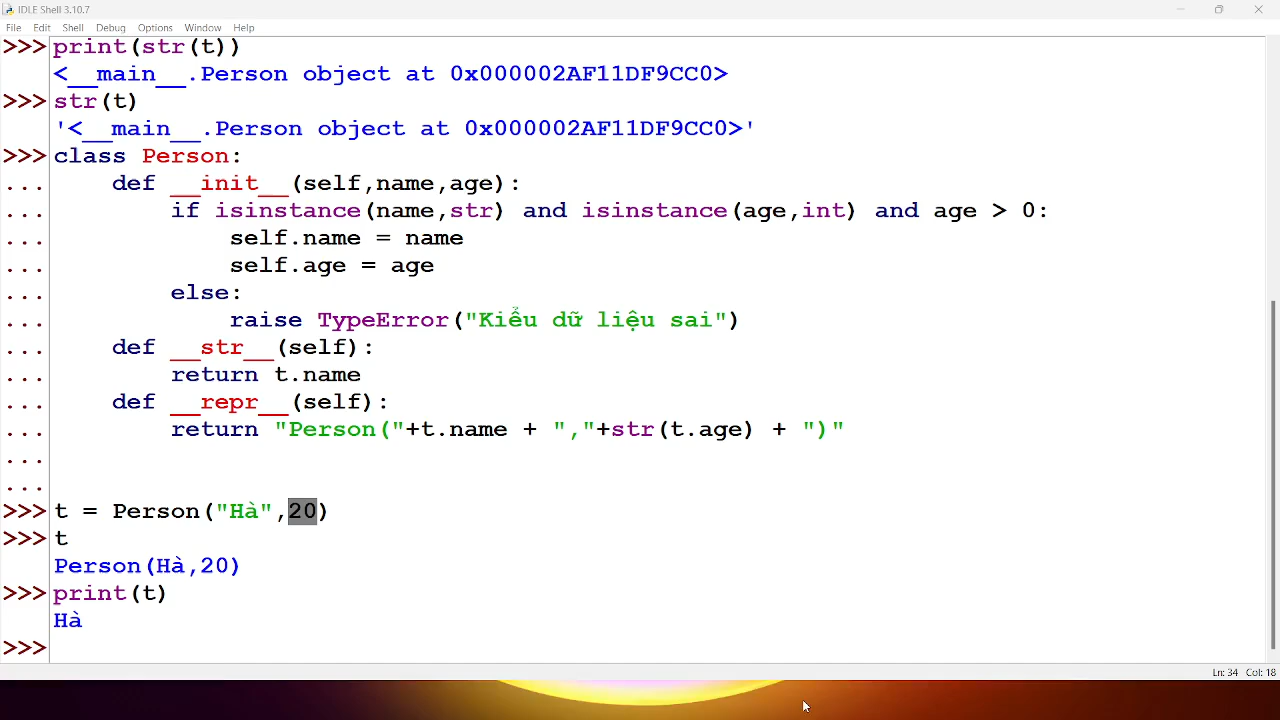 IDLE Shell 3.10.7
File Edit Shell Debug Options Window Help
>>> print(str(t))
<__main__.Person object at 0x000002AF11DF9CC0>
>>> str(t)
'<__main__.Person object at 0x000002AF11DF9CC0>'
>>> class Person:
...     def __init__(self,name,age):
...         if isinstance(name,str) and isinstance(age,int) and age > 0:
...             self.name = name
...             self.age = age
...         else:
...             raise TypeError("Kiểu dữ liệu sai")
...     def __str__(self):
...         return t.name
...     def __repr__(self):
...         return "Person("+t.name + ","+str(t.age) + ")"
...
...
>>> t = Person("Hà",20)
>>> t
Person(Hà,20)
>>> print(t)
Hà
>>>
Ln: 34 Col: 18